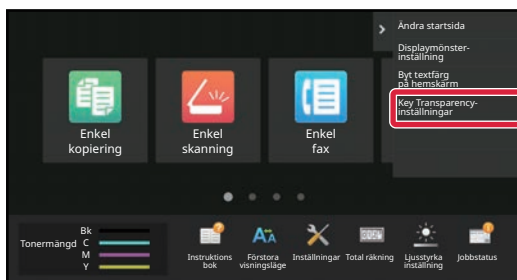 Ändra startsida
Displaymönster-
inställning
Byt textfärg
på hemskärm
Key Transparency-
inställningar
Enkel
kopiering
Enkel
skanning
Enkel
fax
Tonermängd
Bk
C
M
Y
Instruktions
bok
Förstora
visningsläge
Inställningar
Total räkning
Ljusstyrka
inställning
Jobbstatus